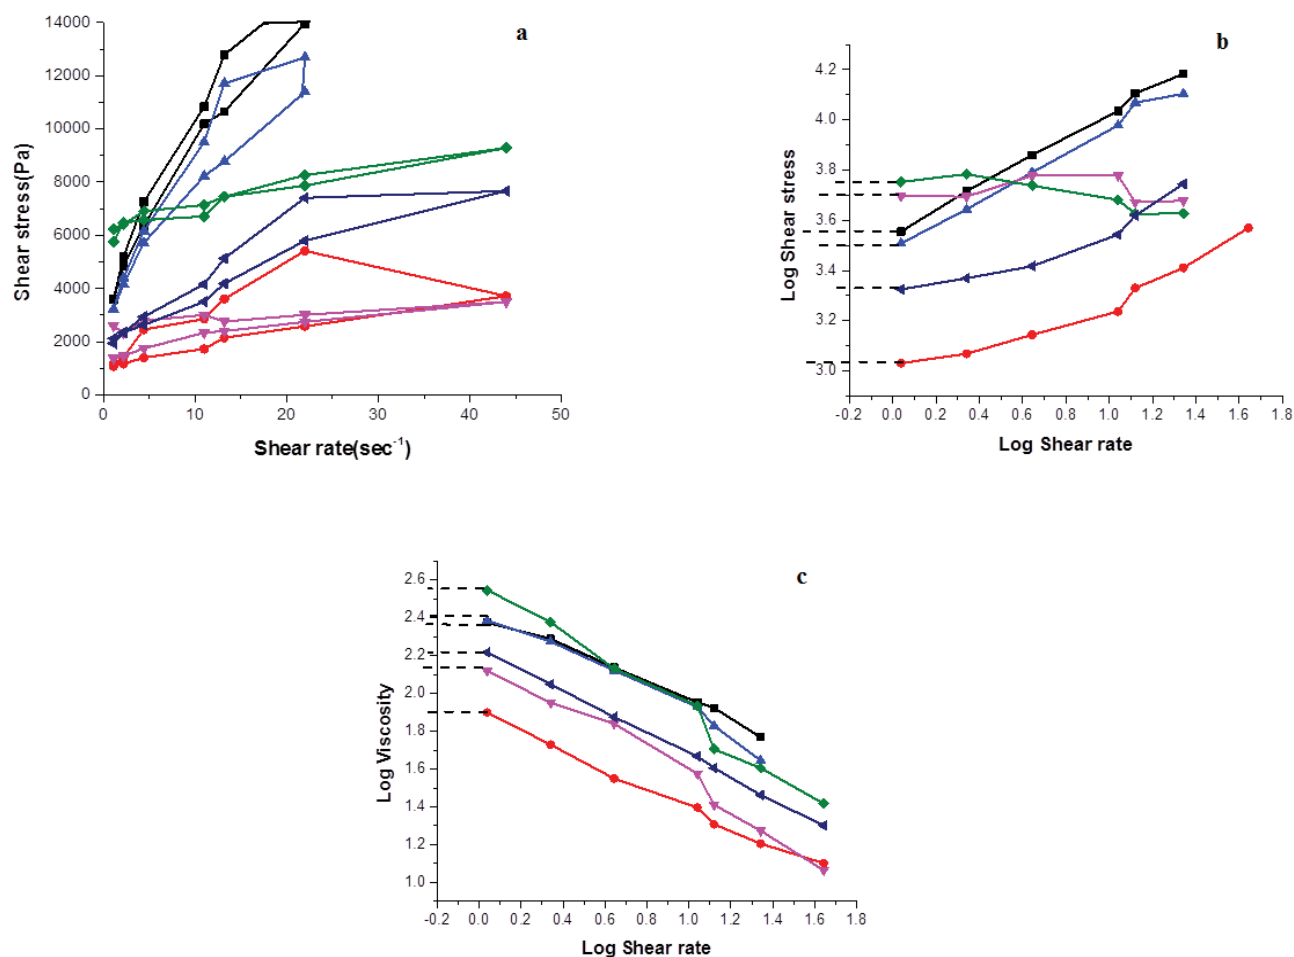 a
14000
12000
10000
8000
6000
4000
2000
0
Shear stress(Pa)
0 10 20 30 40 50
Shear rate(sec⁻¹)
b
4.2
4.0
3.8
3.6
3.4
3.2
3.0
Log Shear stress
-0.2 0.0 0.2 0.4 0.6 0.8 1.0 1.2 1.4 1.6 1.8
Log Shear rate
c
2.6
2.4
2.2
2.0
1.8
1.6
1.4
1.2
1.0
Log Viscosity
-0.2 0.0 0.2 0.4 0.6 0.8 1.0 1.2 1.4 1.6 1.8
Log Shear rate